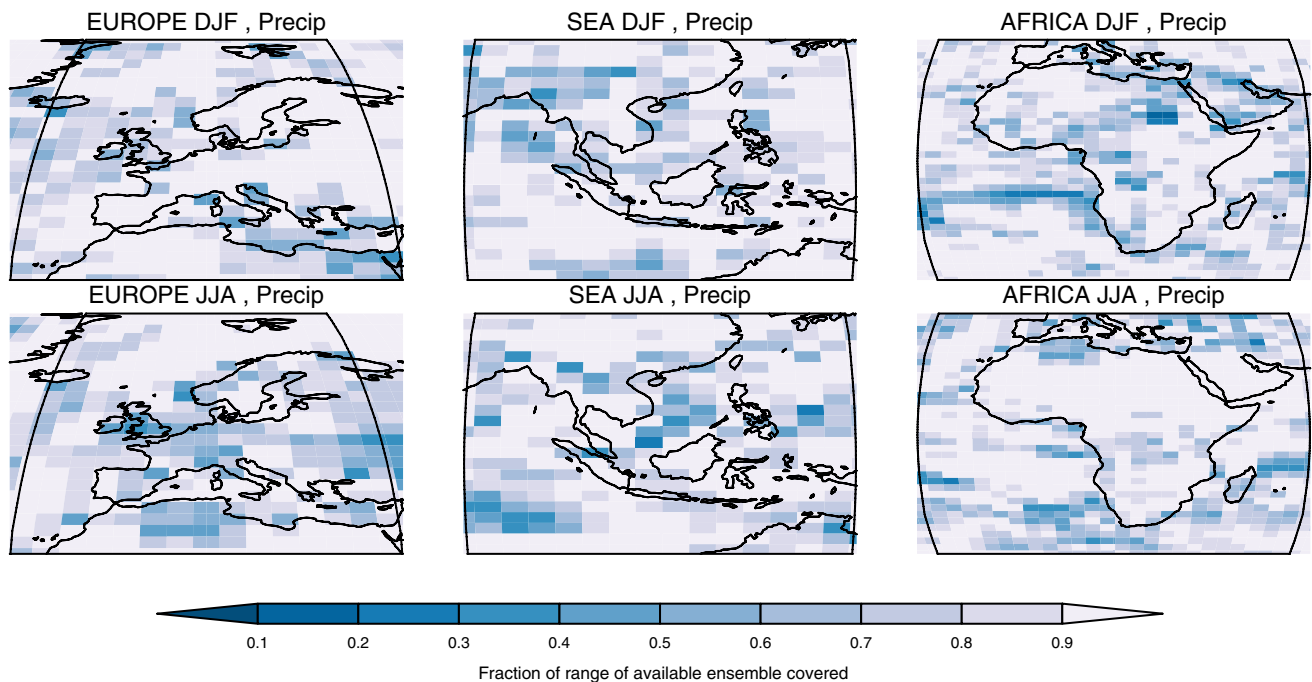 EUROPE DJF , Precip
SEA DJF , Precip
AFRICA DJF , Precip
EUROPE JJA , Precip
SEA JJA , Precip
AFRICA JJA , Precip
0.1 0.2 0.3 0.4 0.5 0.6 0.7 0.8 0.9
Fraction of range of available ensemble covered